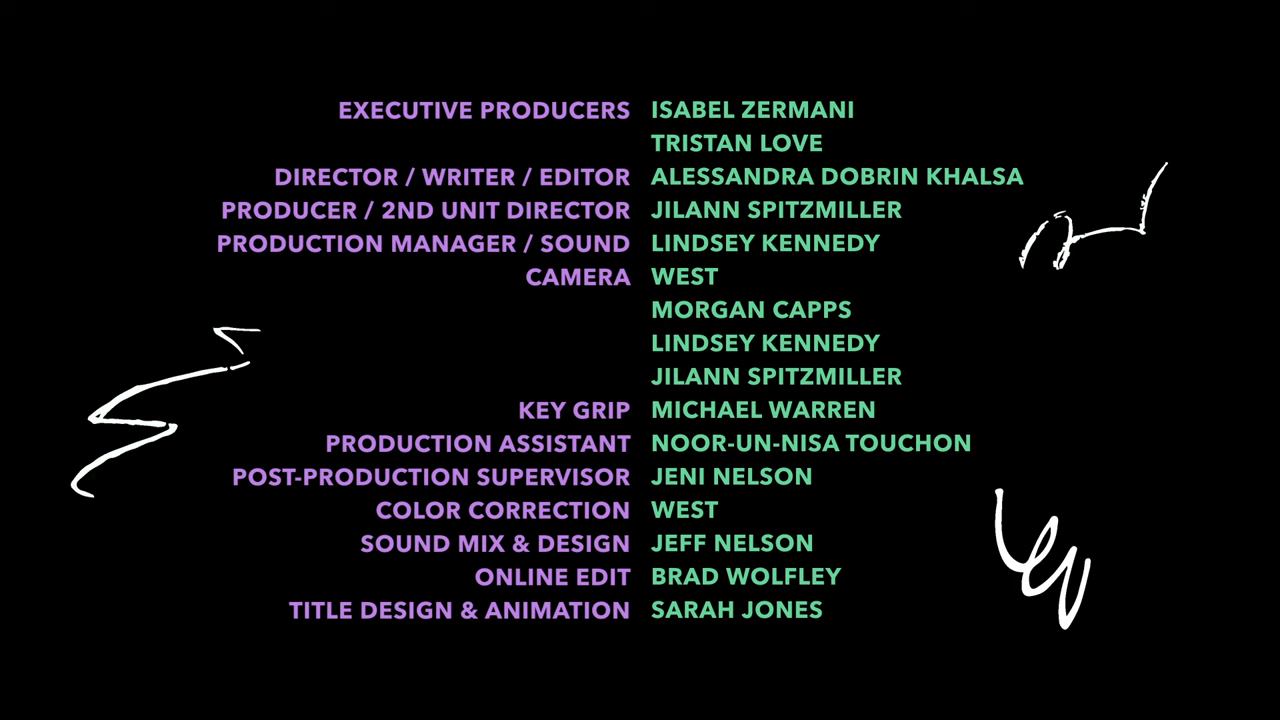 EXECUTIVE PRODUCERS ISABEL ZERMANI
TRISTAN LOVE
DIRECTOR / WRITER / EDITOR ALESSANDRA DOBRIN KHALSA
PRODUCER / 2ND UNIT DIRECTOR JILANN SPITZMILLER
PRODUCTION MANAGER / SOUND LINDSEY KENNEDY
CAMERA WEST
MORGAN CAPPS
LINDSEY KENNEDY
JILANN SPITZMILLER
KEY GRIP MICHAEL WARREN
PRODUCTION ASSISTANT NOOR-UN-NISA TOUCHON
POST-PRODUCTION SUPERVISOR JENI NELSON
COLOR CORRECTION WEST
SOUND MIX & DESIGN JEFF NELSON
ONLINE EDIT BRAD WOLFLEY
TITLE DESIGN & ANIMATION SARAH JONES